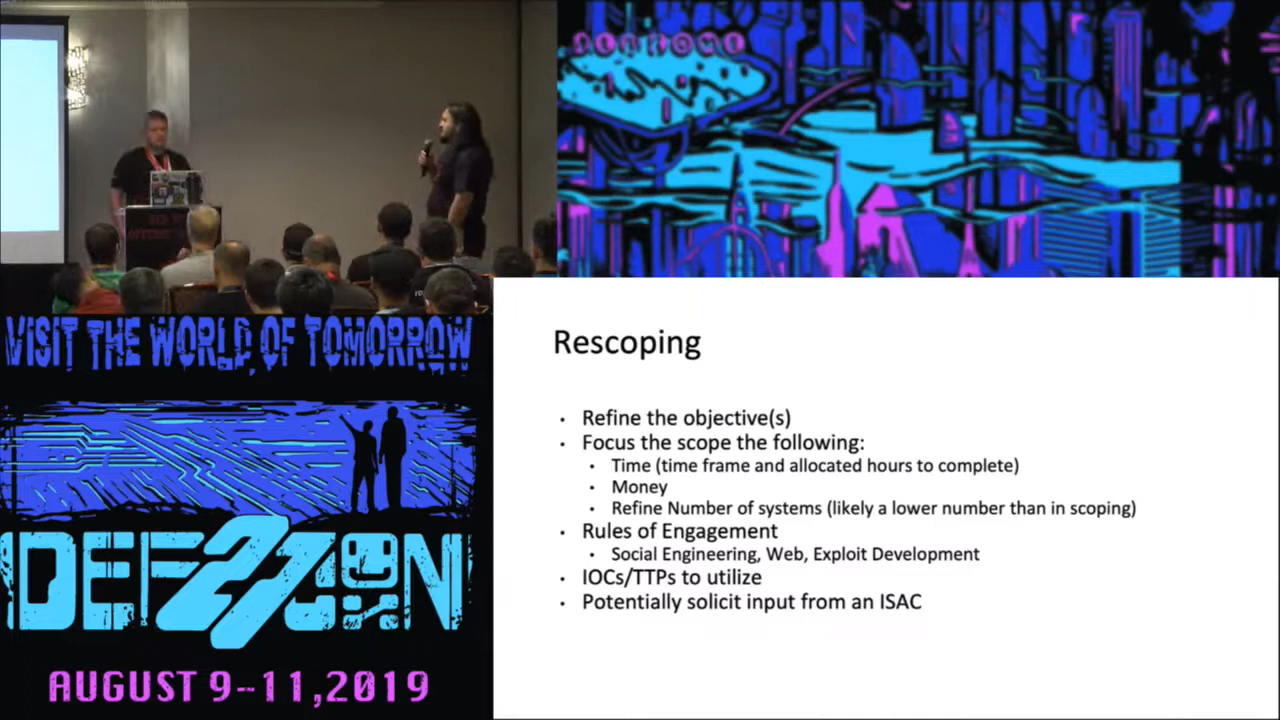 WELCOME
VISIT THE WORLD OF TOMORROW
DEF27CON
AUGUST 9--11,2019
Rescoping
• Refine the objective(s)
• Focus the scope the following:
• Time (time frame and allocated hours to complete)
• Money
• Refine Number of systems (likely a lower number than in scoping)
• Rules of Engagement
• Social Engineering, Web, Exploit Development
• IOCs/TTPs to utilize
• Potentially solicit input from an ISAC